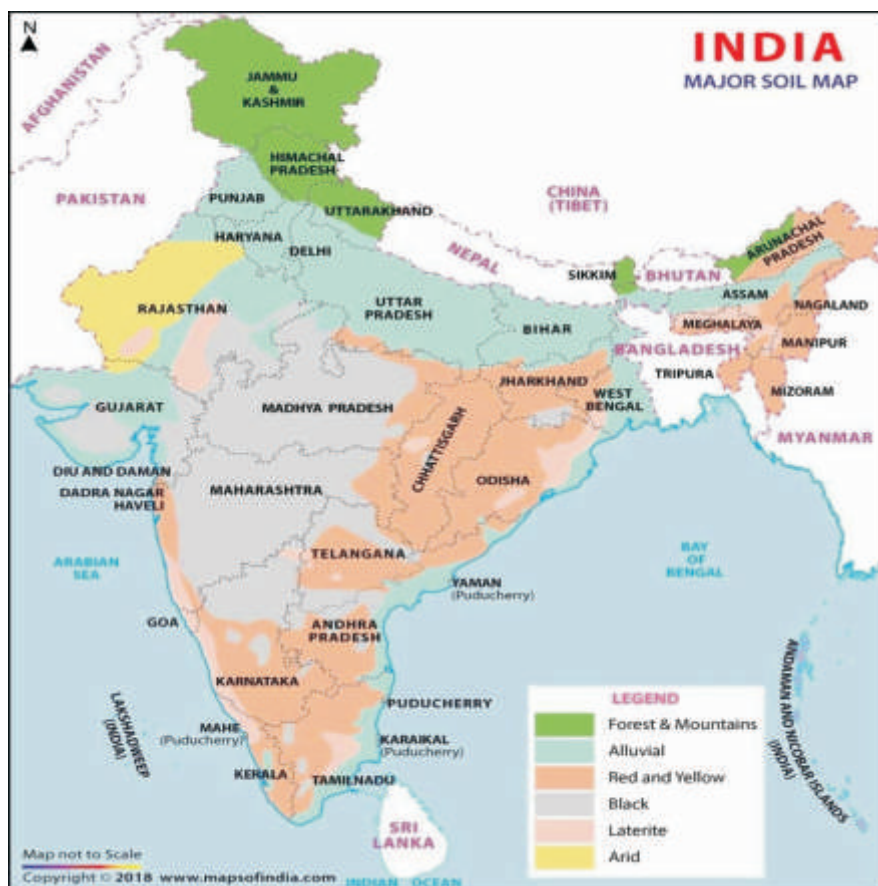 N
INDIA
MAJOR SOIL MAP
AFGHANISTAN
JAMMU
&
KASHMIR
HIMACHAL
PRADESH
PAKISTAN
PUNJAB
UTTARAKHAND
CHINA
(TIBET)
HARYANA
DELHI
NEPAL
ARUNACHAL
PRADESH
SIKKIM
BHUTAN
RAJASTHAN
UTTAR
PRADESH
ASSAM
NAGALAND
BIHAR
MEGHALAYA
BANGLADESH
MANIPUR
TRIPURA
MIZORAM
JHARKHAND
WEST
BENGAL
GUJARAT
MADHYA PRADESH
MYANMAR
CHHATTISGARH
DIU AND DAMAN
DADRA NAGAR
HAVELI
MAHARASHTRA
ODISHA
ARABIAN
SEA
TELANGANA
BAY
OF
BENGAL
YAMAN
(Puducherry)
GOA
ANDHRA
PRADESH
ANDAMAN AND NICOBAR ISLANDS
(INDIA)
KARNATAKA
LAKSHADWEEP
(INDIA)
PUDUCHERRY
MAHE
(Puducherry)
KARAIKAL
(Puducherry)
KERALA
TAMILNADU
SRI
LANKA
LEGEND
Forest & Mountains
Alluvial
Red and Yellow
Black
Laterite
Arid
Map not to Scale
Copyright © 2018 www.mapsofindia.com
INDIAN OCEAN